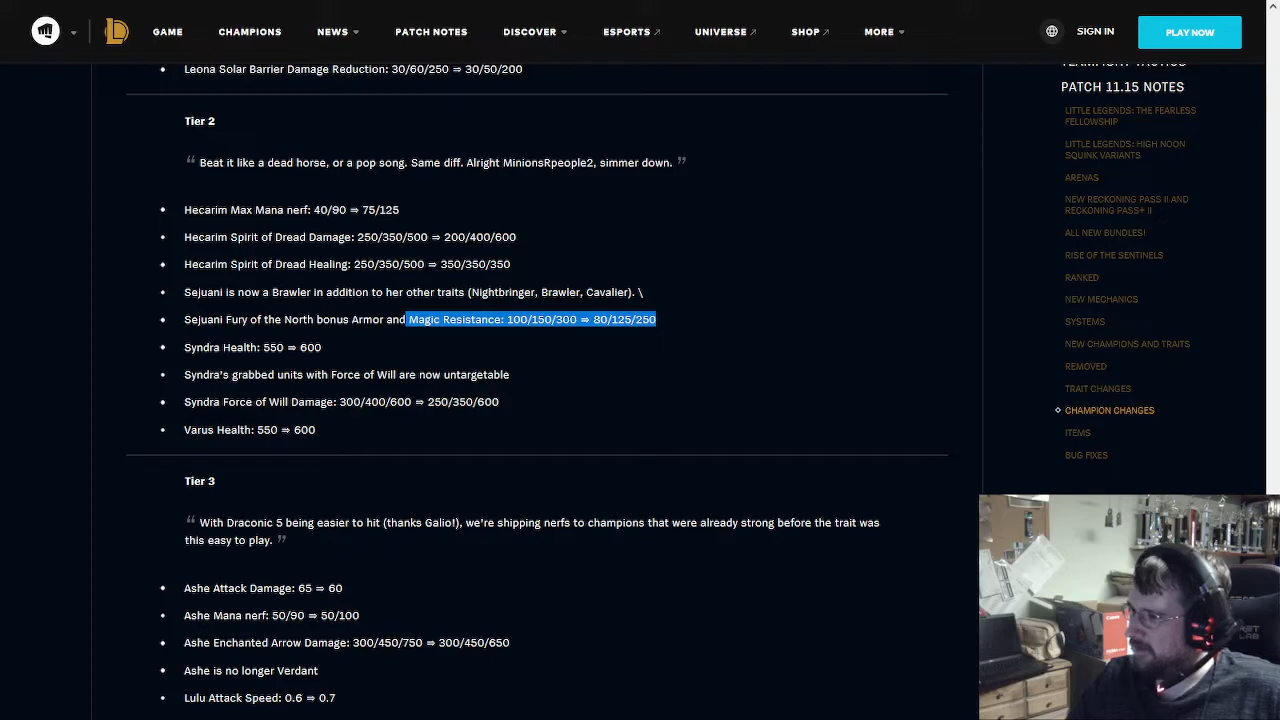 GAME
CHAMPIONS
NEWS
PATCH NOTES
DISCOVER
ESPORTS
UNIVERSE
SHOP
MORE
SIGN IN
PLAY NOW
Leona Solar Barrier Damage Reduction: 30/60/250 ⇒ 30/50/200
Tier 2
“ Beat it like a dead horse, or a pop song. Same diff. Alright MinionsRpeople2, simmer down. ”
Hecarim Max Mana nerf: 40/90 ⇒ 75/125
Hecarim Spirit of Dread Damage: 250/350/500 ⇒ 200/400/600
Hecarim Spirit of Dread Healing: 250/350/500 ⇒ 350/350/350
Sejuani is now a Brawler in addition to her other traits (Nightbringer, Brawler, Cavalier). \
Sejuani Fury of the North bonus Armor and Magic Resistance: 100/150/300 ⇒ 80/125/250
Syndra Health: 550 ⇒ 600
Syndra’s grabbed units with Force of Will are now untargetable
Syndra Force of Will Damage: 300/400/600 ⇒ 250/350/600
Varus Health: 550 ⇒ 600
Tier 3
“ With Draconic 5 being easier to hit (thanks Galio!), we're shipping nerfs to champions that were already strong before the trait was
this easy to play. ”
Ashe Attack Damage: 65 ⇒ 60
Ashe Mana nerf: 50/90 ⇒ 50/100
Ashe Enchanted Arrow Damage: 300/450/750 ⇒ 300/450/650
Ashe is no longer Verdant
Lulu Attack Speed: 0.6 ⇒ 0.7
TEAMFIGHT TACTICS
PATCH 11.15 NOTES
LITTLE LEGENDS: THE FEARLESS
FELLOWSHIP
LITTLE LEGENDS: HIGH NOON
SQUINK VARIANTS
ARENAS
NEW RECKONING PASS II AND
RECKONING PASS+ II
ALL NEW BUNDLES!
RISE OF THE SENTINELS
RANKED
NEW MECHANICS
SYSTEMS
NEW CHAMPIONS AND TRAITS
REMOVED
TRAIT CHANGES
CHAMPION CHANGES
ITEMS
BUG FIXES